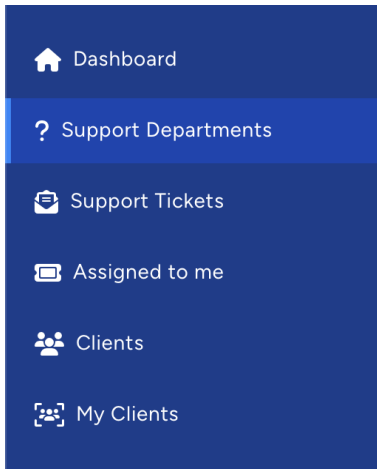 Dashboard
? Support Departments
Support Tickets
Assigned to me
Clients
My Clients